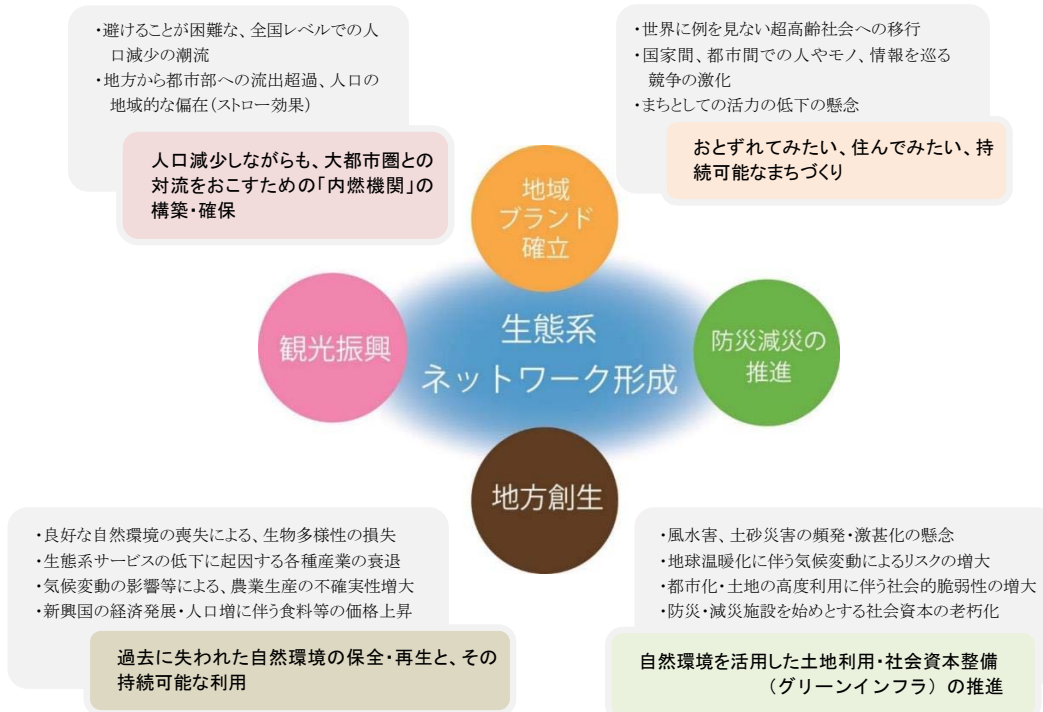 ・避けることが困難な、全国レベルでの人
口減少の潮流
・地方から都市部への流出超過、人口の
地域的な偏在(ストロー効果)
人口減少しながらも、大都市圏との
対流をおこすための「内燃機関」の
構築・確保
・世界に例を見ない超高齢社会への移行
・国家間、都市間での人やモノ、情報を巡る
競争の激化
・まちとしての活力の低下の懸念
おとずれてみたい、住んでみたい、持
続可能なまちづくり
地域
ブランド
確立
観光振興
生態系
ネットワーク形成
防災減災の
推進
地方創生
・良好な自然環境の喪失による、生物多様性の損失
・生態系サービスの低下に起因する各種産業の衰退
・気候変動の影響等による、農業生産の不確実性増大
・新興国の経済発展・人口増に伴う食料等の価格上昇
過去に失われた自然環境の保全・再生と、その
持続可能な利用
・風水害、土砂災害の頻発・激甚化の懸念
・地球温暖化に伴う気候変動によるリスクの増大
・都市化・土地の高度利用に伴う社会的脆弱性の増大
・防災・減災施設を始めとする社会資本の老朽化
自然環境を活用した土地利用・社会資本整備
(グリーンインフラ) の推進